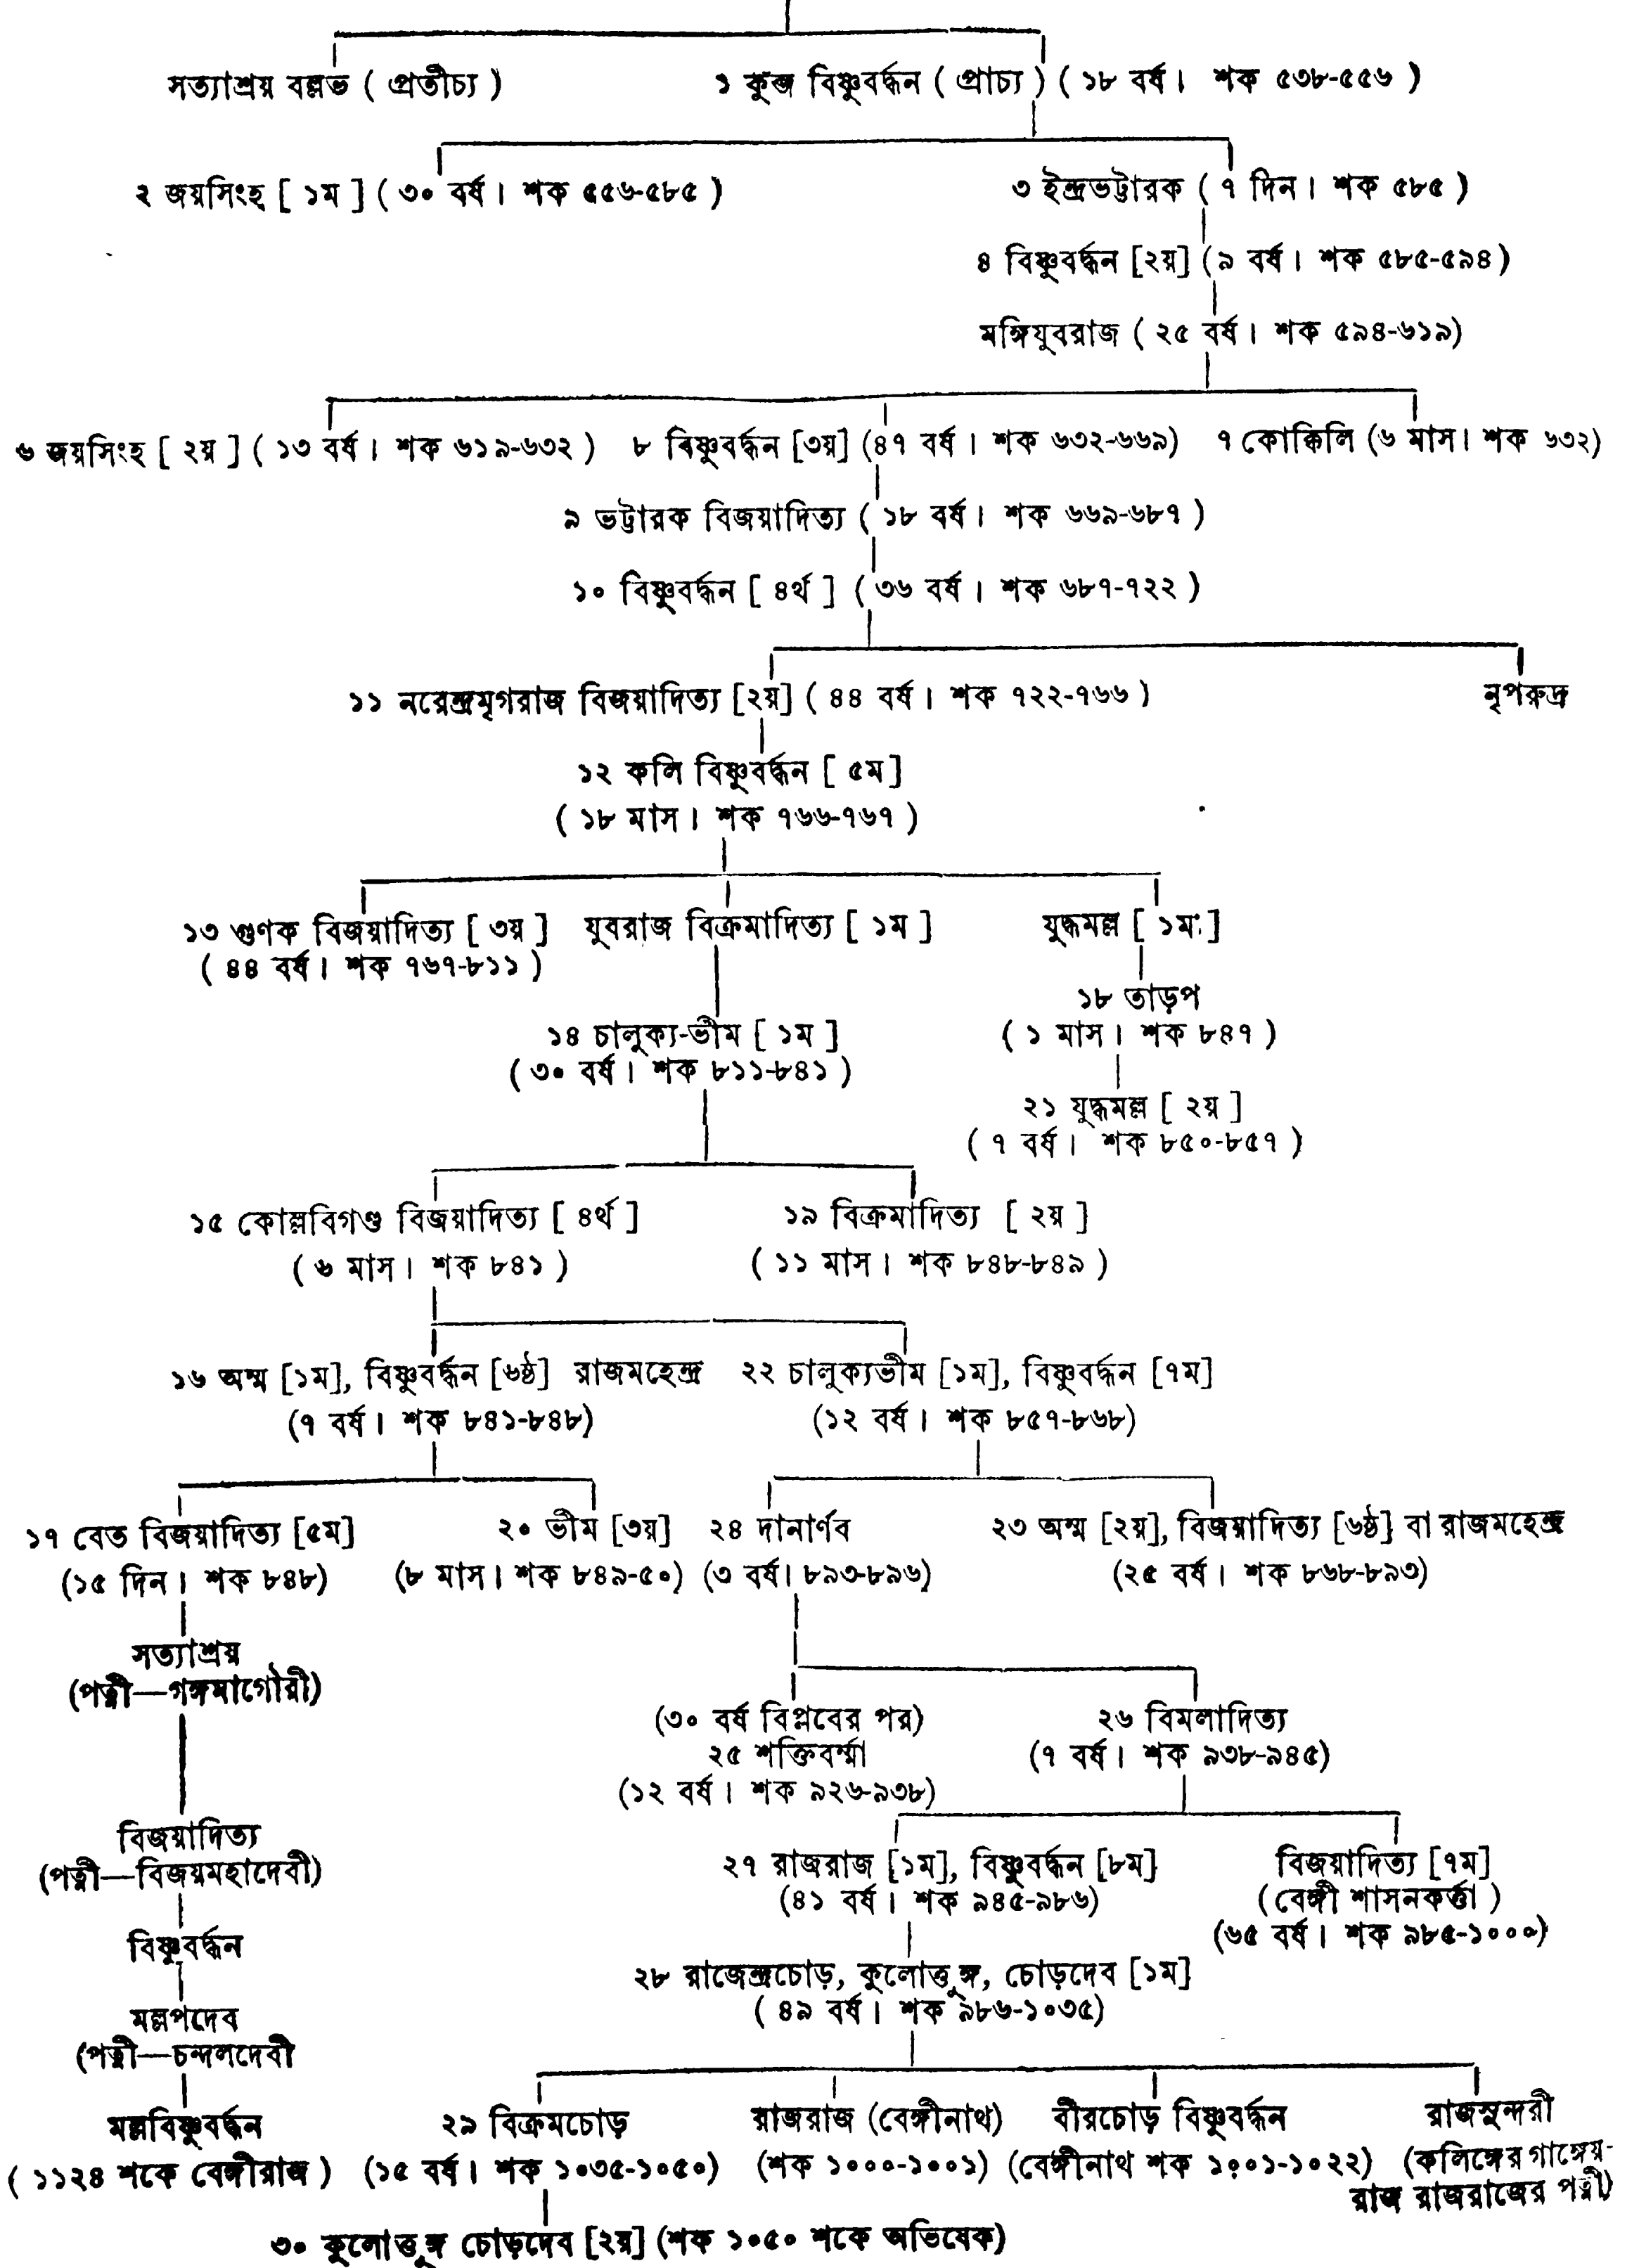 সত্যাশ্রয় বল্লভ ( প্রতীচ্য ) ১ কুব্জ বিষ্ণুবর্দ্ধন ( প্রাচ্য ) ( ১৮ বর্ষ। শক ৫৩৮-৫৫৬ )
২ জয়সিংহ [ ১ম ] ( ৩০ বর্ষ। শক ৫৫৬-৫৮৫ ) ৩ ইন্দ্রভট্টারক ( ৭ দিন। শক ৫৮৫ )
৪ বিষ্ণুবর্দ্ধন [২য়] (৯ বর্ষ। শক ৫৮৫-৫৯৪)
মঙ্গিযুবরাজ ( ২৫ বর্ষ। শক ৫৯৪-৬১৯)
৬ জয়সিংহ [ ২য় ] ( ১৩ বর্ষ। শক ৬১৯-৬৩২ ) ৮ বিষ্ণুবর্দ্ধন [৩য়] (৪৭ বর্ষ। শক ৬৩২-৬৬৯) ৭ কোক্কিলি (৬ মাস। শক ৬৩২)
৯ ভট্টারক বিজয়াদিত্য ( ১৮ বর্ষ। শক ৬৬৯-৬৮৭ )
১০ বিষ্ণুবর্দ্ধন [ ৪র্থ ] ( ৩৬ বর্ষ। শক ৬৮৭-৭২২ )
১১ নরেন্দ্রমৃগরাজ বিজয়াদিত্য [২য়] ( ৪৪ বর্ষ। শক ৭২২-৭৬৬ ) নৃপরুদ্র
১২ কলি বিষ্ণুবর্দ্ধন [ ৫ম ]
( ১৮ মাস। শক ৭৬৬-৭৬৭ )
১৩ গুণক বিজয়াদিত্য [ ৩য় ] যুবরাজ বিক্রমাদিত্য [ ১ম ] যুদ্ধমল্ল [ ১ম ]
( ৪৪ বর্ষ। শক ৭৬৭-৮১১ )
১৮ তাড়প
১৪ চালুক্য-ভীম [ ১ম ] ( ১ মাস। শক ৮৪৭ )
( ৩০ বর্ষ। শক ৮১১-৮৪১ )
২১ যুদ্ধমল্ল [ ২য় ]
( ৭ বর্ষ। শক ৮৫০-৮৫৭ )
১৫ কোল্লবিগণ্ড বিজয়াদিত্য [ ৪র্থ ] ১৯ বিক্রমাদিত্য [ ২য় ]
( ৬ মাস। শক ৮৪১ ) ( ১১ মাস। শক ৮৪৮-৮৪৯ )
১৬ অম্ম [১ম], বিষ্ণুবর্দ্ধন [৬ষ্ঠ] রাজমহেন্দ্র ২২ চালুক্যভীম [১ম], বিষ্ণুবর্দ্ধন [৭ম]
(৭ বর্ষ। শক ৮৪১-৮৪৮) (১২ বর্ষ। শক ৮৫৭-৮৬৮)
১৭ বেত বিজয়াদিত্য [৫ম] ২০ ভীম [৩য়] ২৪ দানার্ণব ২৩ অম্ম [২য়], বিজয়াদিত্য [৬ষ্ঠ] বা রাজমহেন্দ্র
(১৫ দিন। শক ৮৪৮) (৮ মাস। শক ৮৪৯-৫০) (৩ বর্ষ। ৮৯৩-৮৯৬) (২৫ বর্ষ। শক ৮৬৮-৮৯৩)
সত্যাশ্রয়
(পত্নী—গঙ্গমাগৌরী)
(৩০ বর্ষ বিপ্লবের পর) ২৬ বিমলাদিত্য
২৫ শক্তিবর্ম্মা (৭ বর্ষ। শক ৯৩৮-৯৪৫)
(১২ বর্ষ। শক ৯২৬-৯৩৮)
বিজয়াদিত্য
(পত্নী—বিজয়মহাদেবী)
২৭ রাজরাজ [১ম], বিষ্ণুবর্দ্ধন [৮ম] বিজয়াদিত্য [৭ম]
(৪১ বর্ষ। শক ৯৪৫-৯৮৬) (বেঙ্গী শাসনকর্ত্তা )
(৬৫ বর্ষ। শক ৯৮৫-১০০০)
বিষ্ণুবর্দ্ধন
২৮ রাজেন্দ্রচোড়, কুলোত্তুঙ্গ, চোড়দেব [১ম]
( ৪৯ বর্ষ। শক ৯৮৬-১০৩৫)
মল্লপদেব
(পত্নী—চন্দলদেবী
মল্লবিষ্ণুবর্দ্ধন ২৯ বিক্রমচোড় রাজরাজ (বেঙ্গীনাথ) বীরচোড় বিষ্ণুবর্দ্ধন রাজসুন্দরী
( ১১২৪ শকে বেঙ্গীরাজ ) (১৫ বর্ষ। শক ১০৩৫-১০৫০) (শক ১০০০-১০০১) (বেঙ্গীনাথ শক ১০০১-১০২২) (কলিঙ্গের গাঙ্গেয়-
রাজ রাজরাজের পত্নী)
৩০ কুলোত্তুঙ্গ চোড়দেব [২য়] (শক ১০৫০ শকে অভিষেক)